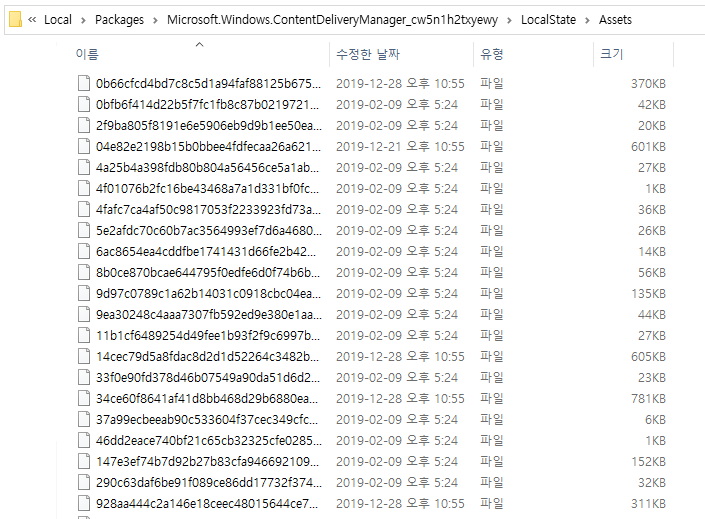 « Local > Packages > Microsoft.Windows.ContentDeliveryManager_cw5n1h2txyewy > LocalState > Assets
이름 수정한 날짜 유형 크기
0b66cfcd4bd7c8c5d1a94faf88125b675... 2019-12-28 오후 10:55 파일 370KB
0bfb6f414d22b5f7fc1fb8c87b0219721... 2019-02-09 오후 5:24 파일 42KB
2f9ba805f8191e6e5906eb9d9b1ee50ea... 2019-02-09 오후 5:24 파일 20KB
04e82e2198b15b0bbee4fdfecaa26a621... 2019-12-21 오후 10:55 파일 601KB
4a25b4a398fdb80b804a56456ce5a1ab... 2019-02-09 오후 5:24 파일 27KB
4f01076b2fc16be43468a7a1d331bf0fc... 2019-02-09 오후 5:24 파일 1KB
4fafc7ca4af50c9817053f2233923fd73a... 2019-02-09 오후 5:24 파일 36KB
5e2afdc70c60b7ac3564993ef7d6a4680... 2019-02-09 오후 5:24 파일 26KB
6ac8654ea4cddfbe1741431d66fe2b42... 2019-02-09 오후 5:24 파일 14KB
8b0ce870bcae644795f0edfe6d0f74b6b... 2019-02-09 오후 5:24 파일 56KB
9d97c0789c1a62b14031c0918cbc04ea... 2019-02-09 오후 5:24 파일 135KB
9ea30248c4aaa7307fb592ed9e380e1aa... 2019-02-09 오후 5:24 파일 44KB
11b1cf6489254d49fee1b93f2f9c6997b... 2019-02-09 오후 5:24 파일 27KB
14cec79d5a8fdac8d2d1d52264c3482b... 2019-12-28 오후 10:55 파일 605KB
33f0e90fd378d46b07549a90da51d6d2... 2019-02-09 오후 5:24 파일 23KB
34ce60f8641af41d8bb468d29b6880ea... 2019-12-28 오후 10:55 파일 781KB
37a99ecbeeab90c533604f37cec349cfc... 2019-02-09 오후 5:24 파일 6KB
46dd2eace740bf21c65cb32325cfe0285... 2019-02-09 오후 5:24 파일 1KB
147e3ef74b7d92b27b83cfa946692109... 2019-02-09 오후 5:24 파일 152KB
290c63daf6be91f089ce86dd17732f374... 2019-02-09 오후 5:24 파일 32KB
928aa444c2a146e18ceec48015644ce7... 2019-12-28 오후 10:55 파일 311KB